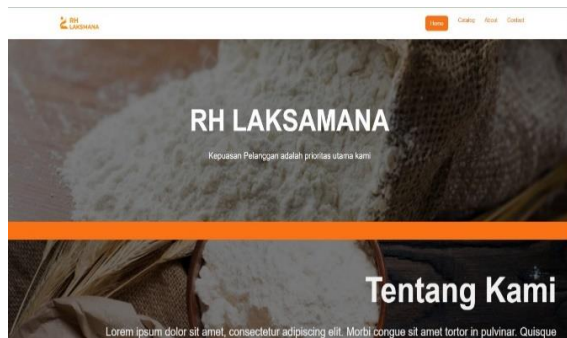 RH
LAKSMANA
Home Catalog About Contact
RH LAKSAMANA
Kepuasan Pelanggan adalah prioritas utama kami
Tentang Kami
Lorem ipsum dolor sit amet, consectetur adipiscing elit. Morbi congue sit amet tortor in pulvinar. Quisque